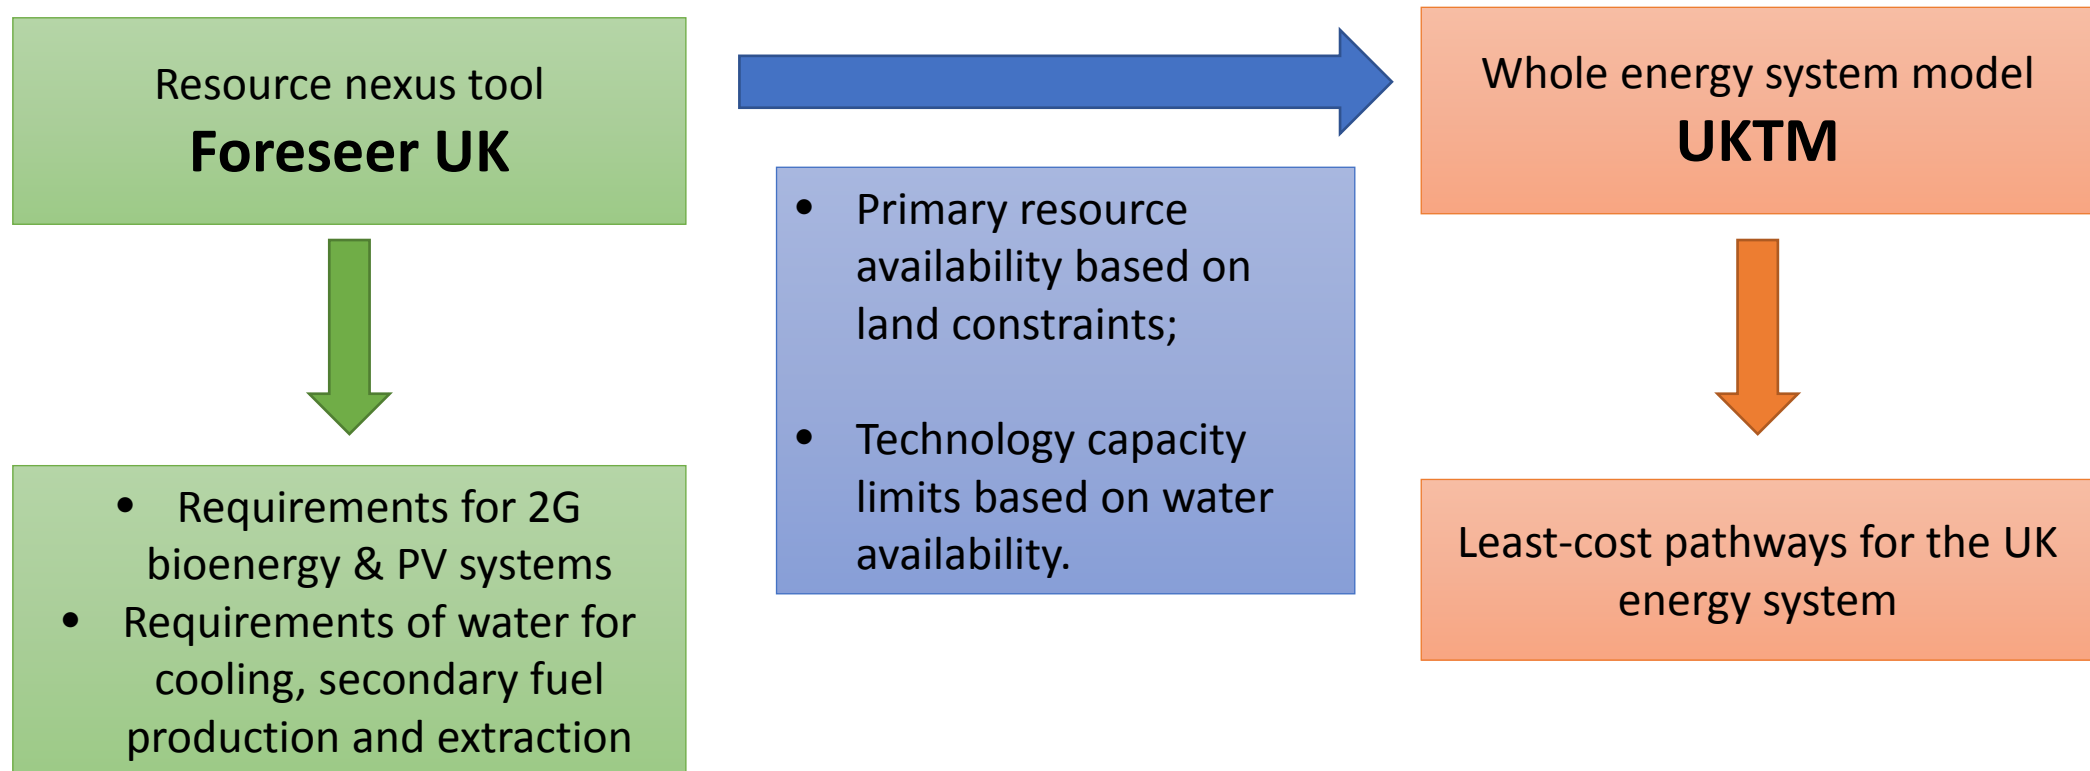 Resource nexus tool
Foreseer UK
• Requirements for 2G
bioenergy & PV systems
• Requirements of water for
cooling, secondary fuel
production and extraction
• Primary resource
availability based on
land constraints;
• Technology capacity
limits based on water
availability.
Whole energy system model
UKTM
Least-cost pathways for the UK
energy system